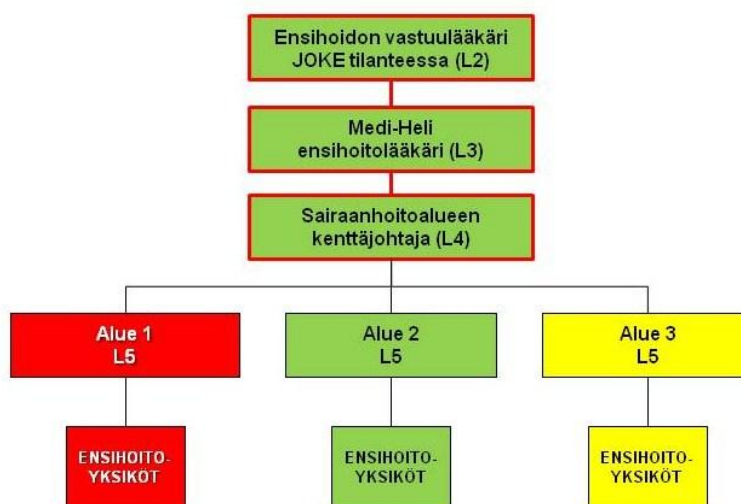 Ensihoidon vastuulääkäri
JOKE tilanteessa (L2)
Medi-Heli
ensihoitolääkäri (L3)
Sairaanhoitoalueen
kenttäjohtaja (L4)
Alue 1
L5
Alue 2
L5
Alue 3
L5
ENSIHOITO-
YKSIKÖT
ENSIHOITO-
YKSIKÖT
ENSIHOITO-
YKSIKÖT